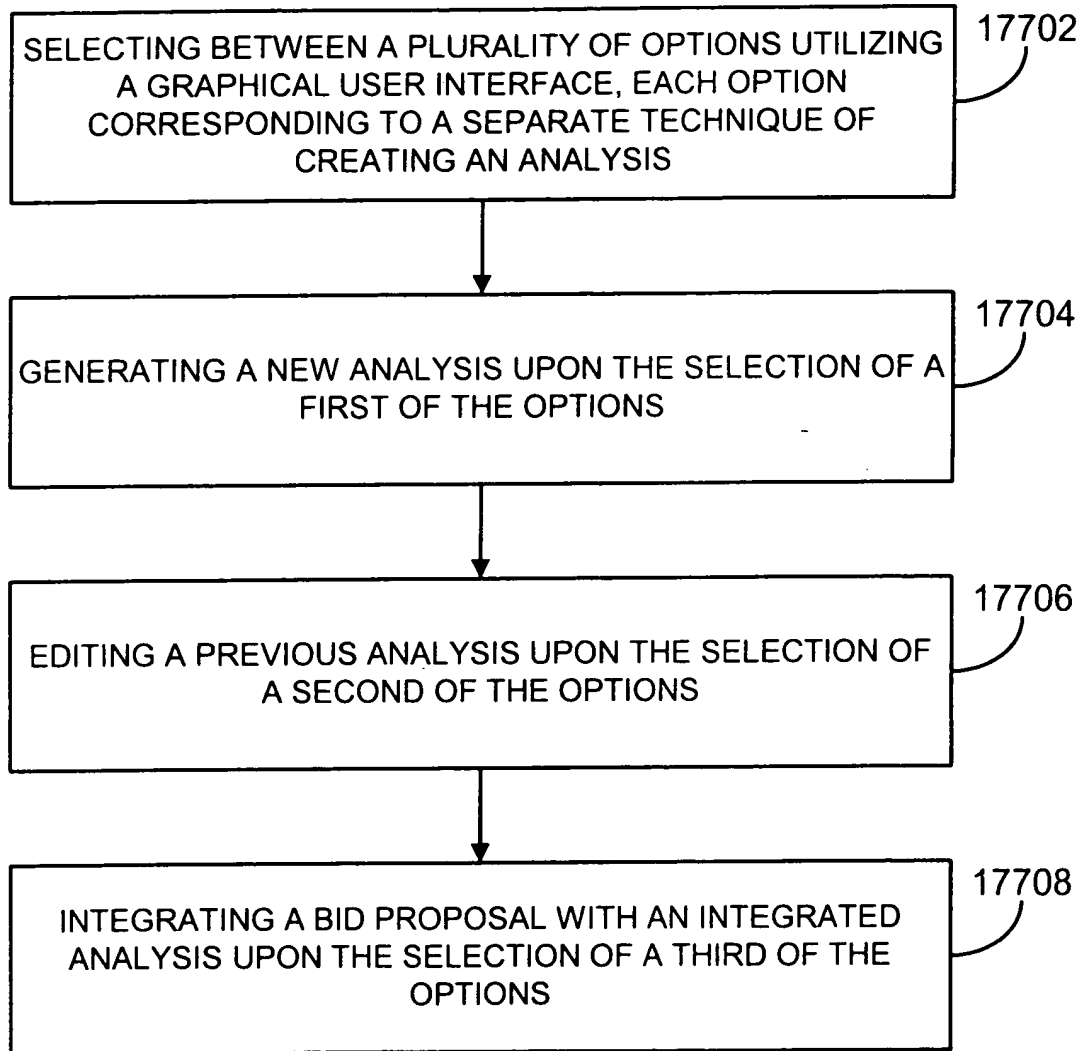 SELECTING BETWEEN A PLURALITY OF OPTIONS UTILIZING
A GRAPHICAL USER INTERFACE, EACH OPTION
CORRESPONDING TO A SEPARATE TECHNIQUE OF
CREATING AN ANALYSIS
17702
GENERATING A NEW ANALYSIS UPON THE SELECTION OF A
FIRST OF THE OPTIONS
17704
EDITING A PREVIOUS ANALYSIS UPON THE SELECTION OF
A SECOND OF THE OPTIONS
17706
INTEGRATING A BID PROPOSAL WITH AN INTEGRATED
ANALYSIS UPON THE SELECTION OF A THIRD OF THE
OPTIONS
17708